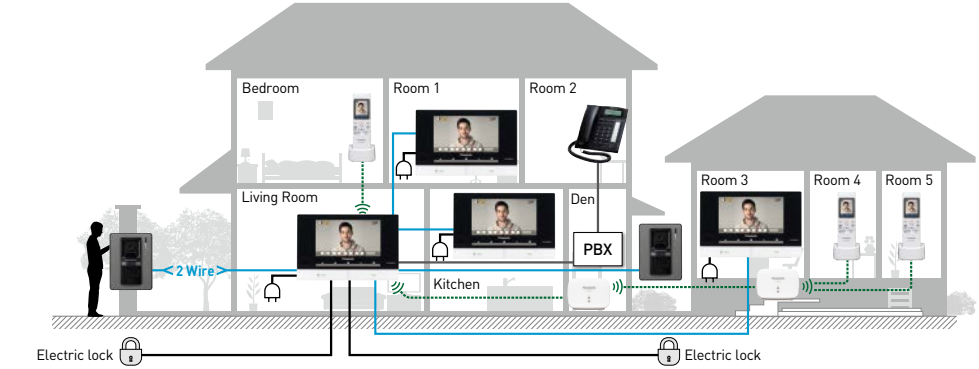 Bedroom
Room 1
Room 2
Living Room
Den
Room 3
Room 4
Room 5
PBX
2 Wire
Kitchen
Electric lock
Electric lock